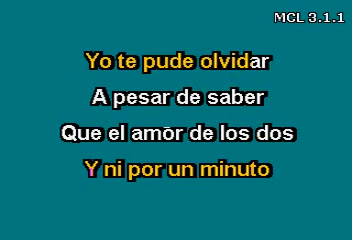 MCL 3.1.1
Yo te pude olvidar
A pesar de saber
Que el amor de los dos
Y ni por un minuto